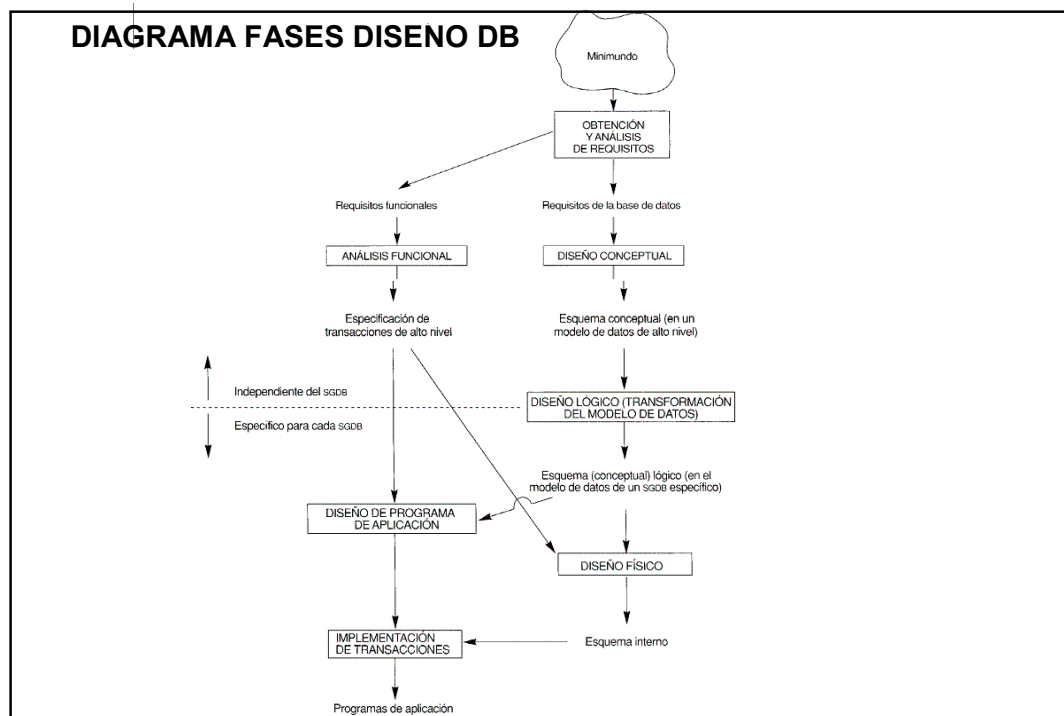 DIAGRAMA FASES DISENO DB
Minimundo
OBTENCIÓN
Y ANÁLISIS
DE REQUISITOS
Requisitos funcionales
Requisitos de la base de datos
ANÁLISIS FUNCIONAL
DISEÑO CONCEPTUAL
Especificación de
transacciones de alto nivel
Esquema conceptual (en un
modelo de datos de alto nivel)
Independiente del SGDB
DISEÑO LÓGICO (TRANSFORMACIÓN
DEL MODELO DE DATOS)
Específico para cada SGDB
Esquema (conceptual) lógico (en el
modelo de datos de un SGDB específico)
DISEÑO DE PROGRAMA
DE APLICACIÓN
DISEÑO FÍSICO
IMPLEMENTACIÓN
DE TRANSACCIONES
Esquema interno
Programas de aplicación